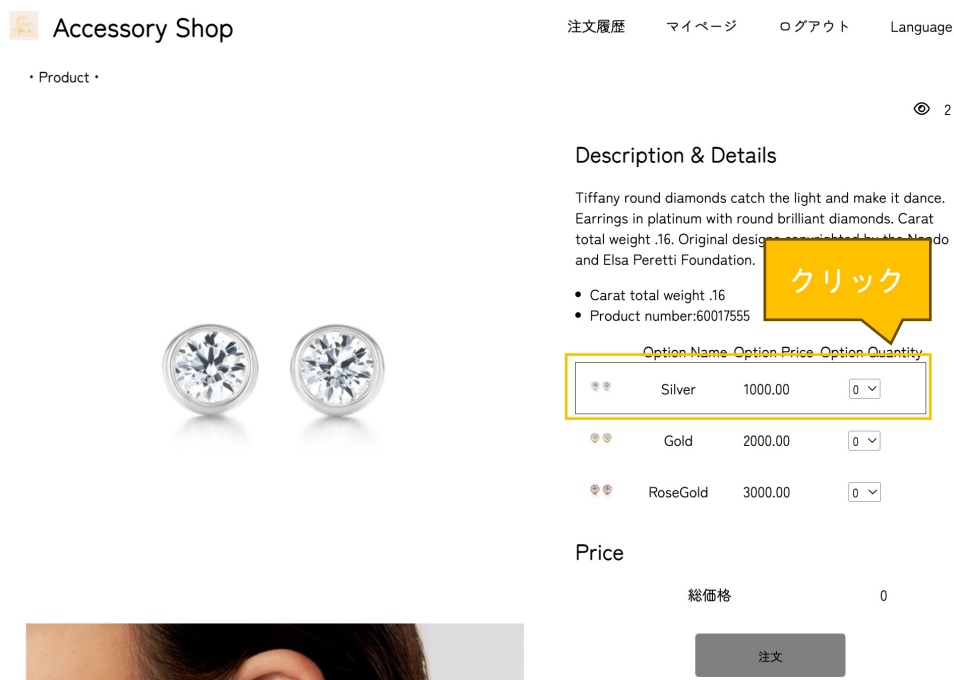 Accessory Shop
注文履歴 マイページ ログアウト Language
・Product・
2
Description & Details
Tiffany round diamonds catch the light and make it dance.
Earrings in platinum with round brilliant diamonds. Carat
total weight .16. Original designs copyrighted by the Nando
and Elsa Peretti Foundation.
クリック
• Carat total weight .16
• Product number:60017555
Option Name Option Price Option Quantity
Silver 1000.00 0
Gold 2000.00 0
RoseGold 3000.00 0
Price
総価格 0
注文